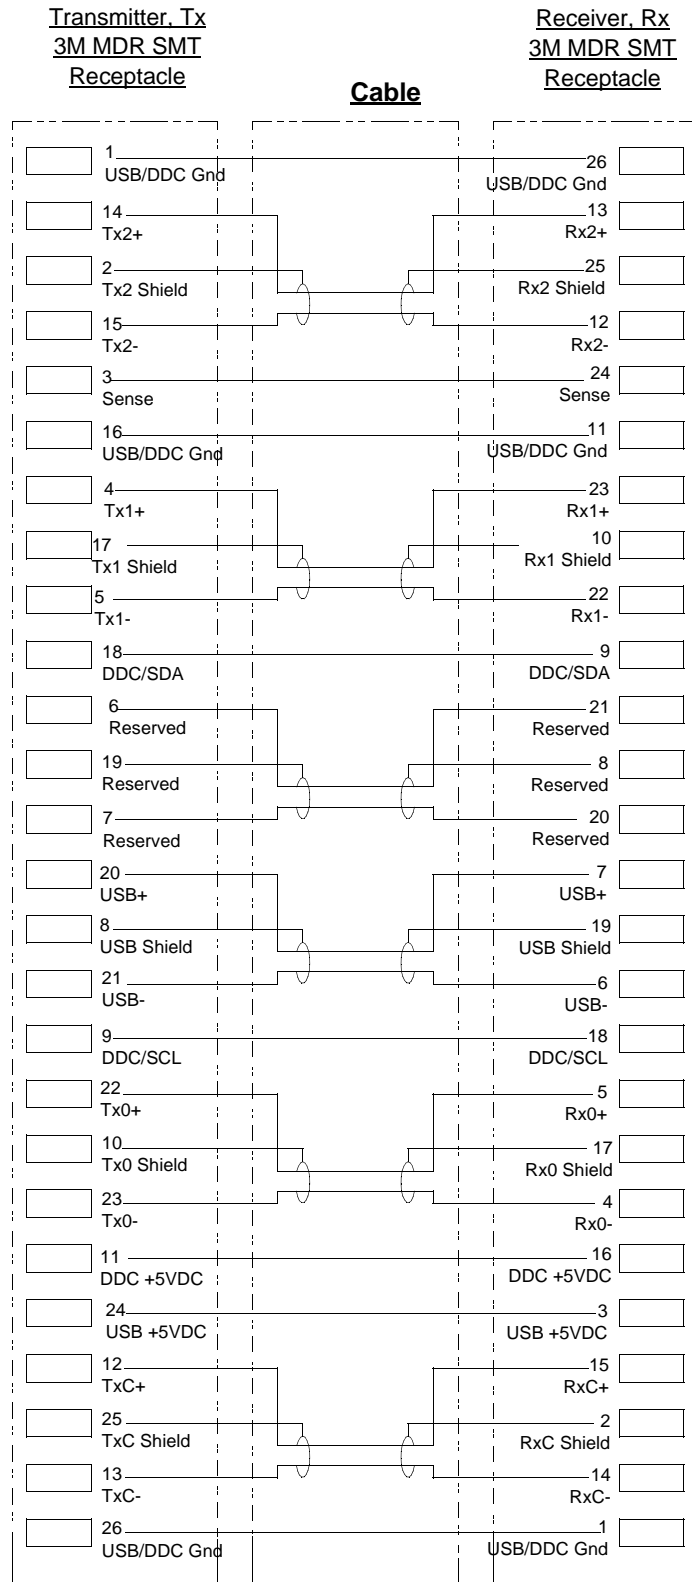 Transmitter, Tx
3M MDR SMT
Receptacle
Cable
Receiver, Rx
3M MDR SMT
Receptacle
1 26
USB/DDC Gnd USB/DDC Gnd
14 13
Tx2+ Rx2+
2 25
Tx2 Shield Rx2 Shield
15 12
Tx2- Rx2-
3 24
Sense Sense
16 11
USB/DDC Gnd USB/DDC Gnd
4 23
Tx1+ Rx1+
17 10
Tx1 Shield Rx1 Shield
5 22
Tx1- Rx1-
18 9
DDC/SDA DDC/SDA
6 21
Reserved Reserved
19 8
Reserved Reserved
7 20
Reserved Reserved
20 7
USB+ USB+
8 19
USB Shield USB Shield
21 6
USB- USB-
9 18
DDC/SCL DDC/SCL
22 5
Tx0+ Rx0+
10 17
Tx0 Shield Rx0 Shield
23 4
Tx0- Rx0-
11 16
DDC +5VDC DDC +5VDC
24 3
USB +5VDC USB +5VDC
12 15
TxC+ RxC+
25 2
TxC Shield RxC Shield
13 14
TxC- RxC-
26 1
USB/DDC Gnd USB/DDC Gnd